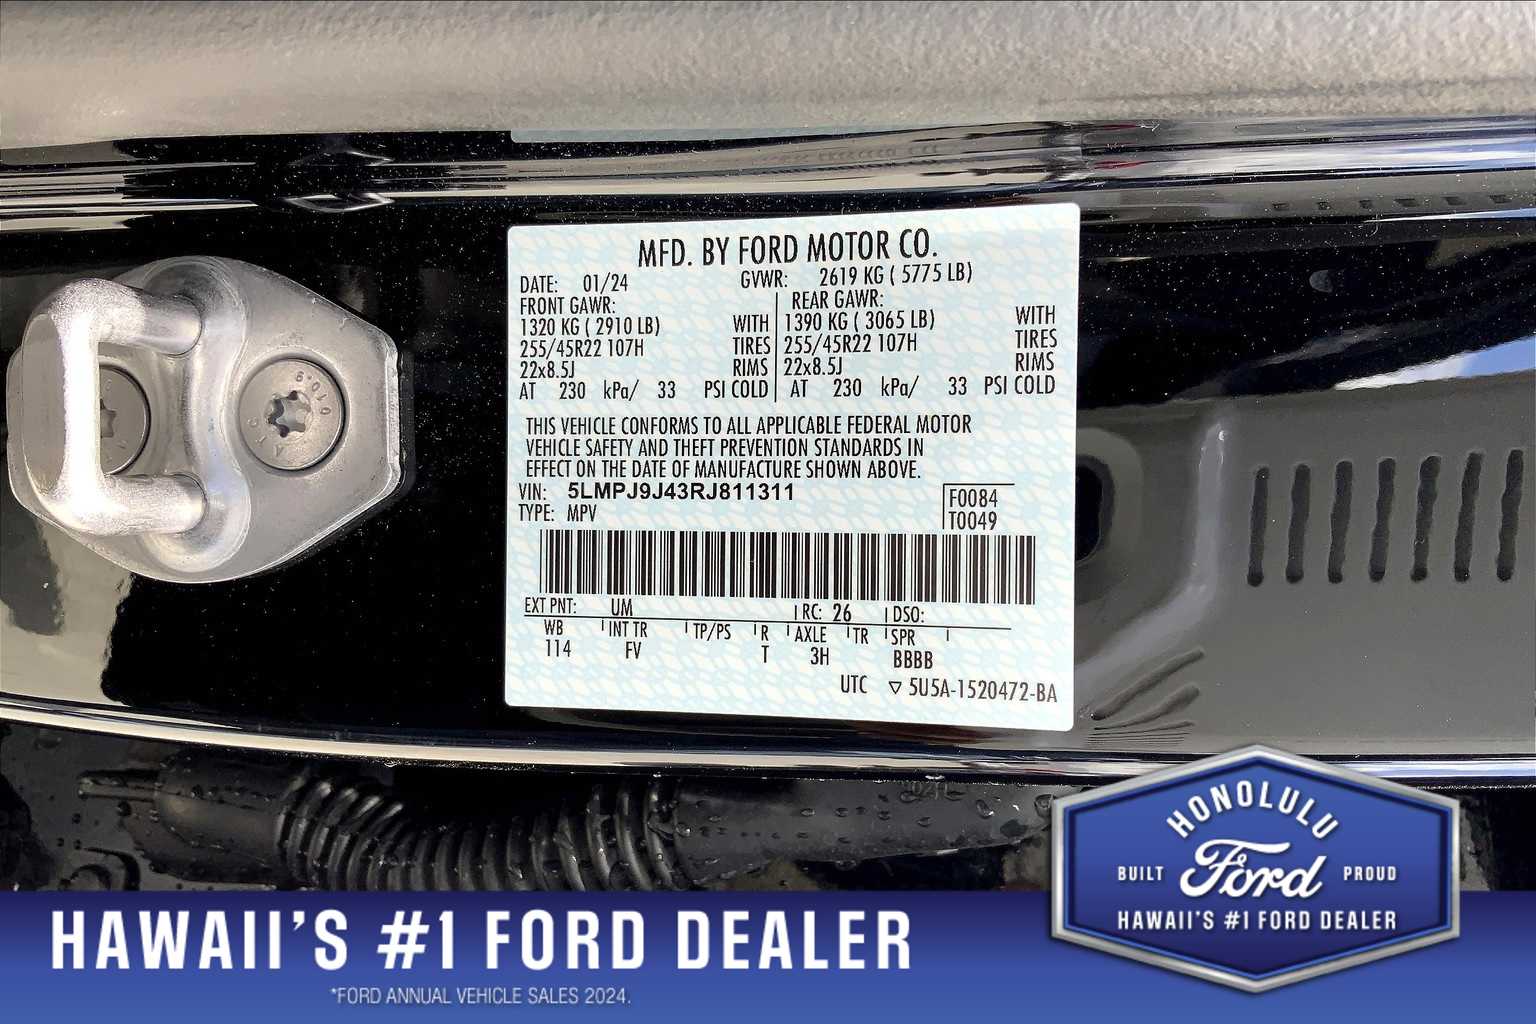 MFD. BY FORD MOTOR CO.
DATE: 01/24 GVWR: 2619 KG ( 5775 LB)
FRONT GAWR: REAR GAWR:
1320 KG ( 2910 LB) WITH 1390 KG ( 3065 LB) WITH
255/45R22 107H TIRES 255/45R22 107H TIRES
22x8.5J RIMS 22x8.5J RIMS
AT 230 kPa/ 33 PSI COLD AT 230 kPa/ 33 PSI COLD
THIS VEHICLE CONFORMS TO ALL APPLICABLE FEDERAL MOTOR
VEHICLE SAFETY AND THEFT PREVENTION STANDARDS IN
EFFECT ON THE DATE OF MANUFACTURE SHOWN ABOVE.
VIN: 5LMPJ9J43RJ811311 F0084
TYPE: MPV T0049
EXT PNT: UM RC: 26 DSO:
WB INT TR TP/PS R AXLE TR SPR
114 FV T 3H BBBB
UTC ▽ 5U5A-1520472-BA
HONOLULU
BUILT Ford PROUD
HAWAII'S #1 FORD DEALER
HAWAII'S #1 FORD DEALER
*FORD ANNUAL VEHICLE SALES 2024.